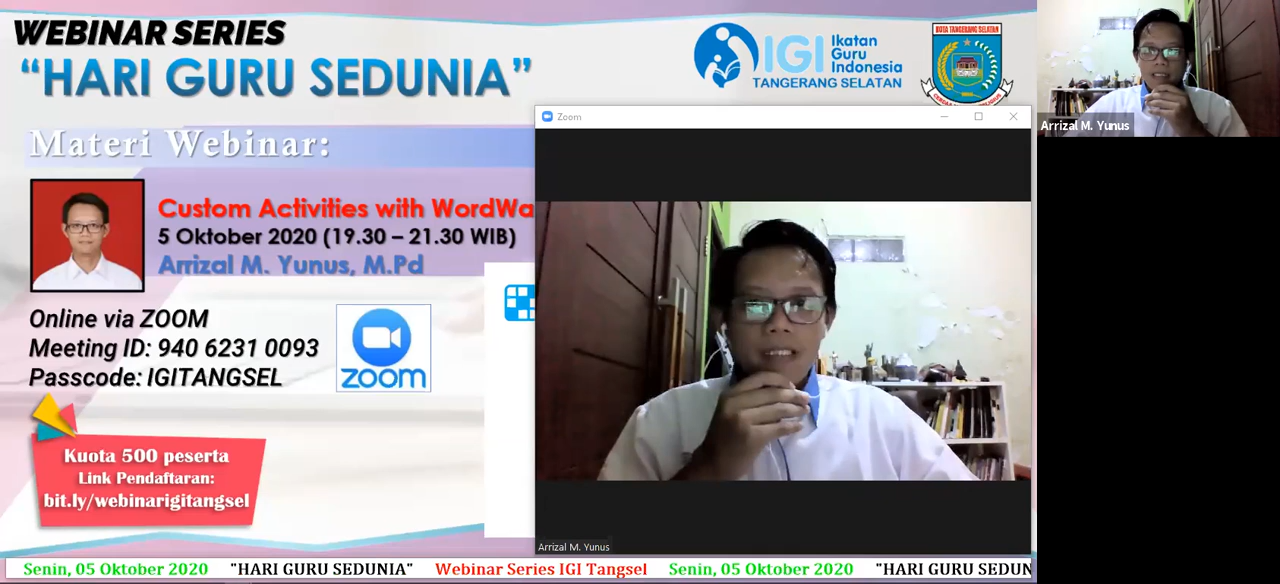 WEBINAR SERIES
“HARI GURU SEDUNIA”
IGI Ikatan
Guru
Indonesia
TANGERANG SELATAN
KOTA TANGERANG SELATAN
Arrizal M. Yunus
Zoom
Materi Webinar:
Custom Activities with WordWa
5 Oktober 2020 (19.30 – 21.30 WIB)
Arrizal M. Yunus, M.Pd
Online via ZOOM
Meeting ID: 940 6231 0093
Passcode: IGITANGSEL
zoom
Kuota 500 peserta
Link Pendaftaran:
bit.ly/webinarigitangsel
Arrizal M. Yunus
Senin, 05 Oktober 2020 "HARI GURU SEDUNIA" Webinar Series IGI Tangsel Senin, 05 Oktober 2020 "HARI GURU SEDUN